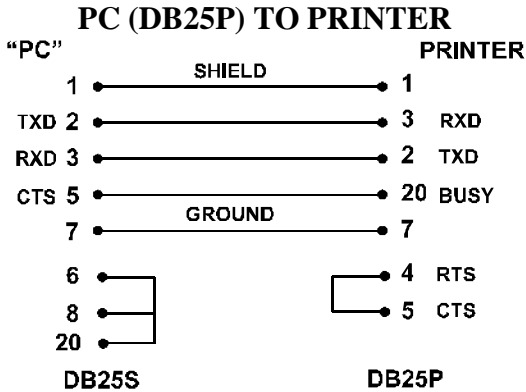 PC (DB25P) TO PRINTER
“PC” PRINTER
1 SHIELD 1
TXD 2 3 RXD
RXD 3 2 TXD
CTS 5 20 BUSY
GROUND
7 7
6 4 RTS
8 5 CTS
20
DB25S DB25P